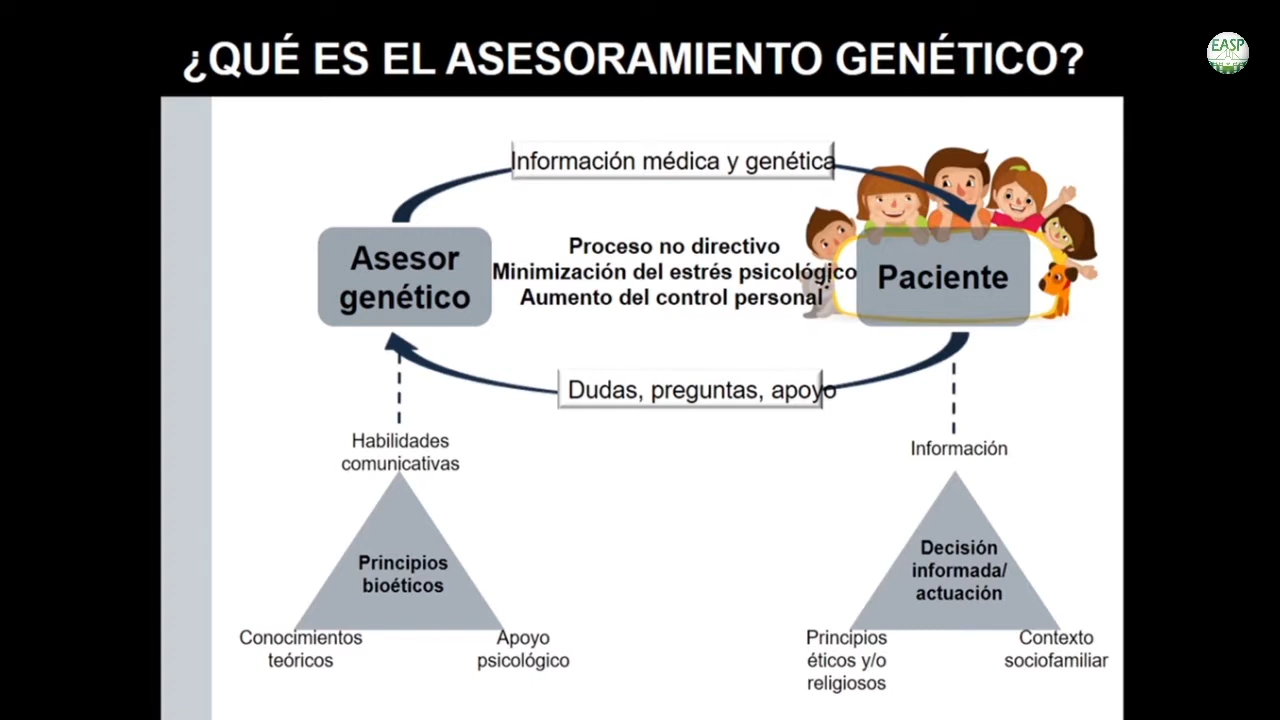 ¿QUÉ ES EL ASESORAMIENTO GENÉTICO?
EASP
Información médica y genética
Asesor
genético
Proceso no directivo
Minimización del estrés psicológico
Aumento del control personal
Paciente
Dudas, preguntas, apoyo
Habilidades
comunicativas
Información
Principios
bioéticos
Decisión
informada/
actuación
Conocimientos
teóricos
Apoyo
psicológico
Principios
éticos y/o
religiosos
Contexto
sociofamiliar